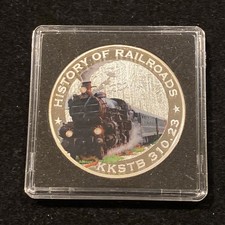 HISTORY OF RAILROADS
KKSTB 310.23